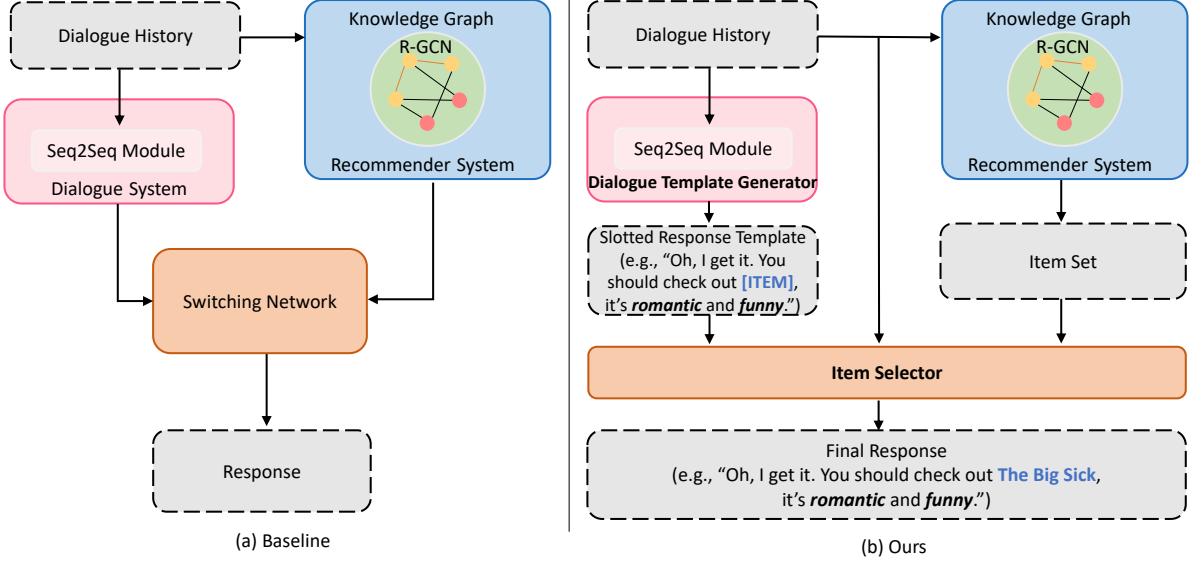 Dialogue History
Knowledge Graph
R-GCN
Recommender System
Seq2Seq Module
Dialogue System
Switching Network
Response
(a) Baseline
Dialogue History
Knowledge Graph
R-GCN
Recommender System
Seq2Seq Module
Dialogue Template Generator
Slotted Response Template
(e.g., “Oh, I get it. You
should check out [ITEM],
it’s romantic and funny.”)
Item Set
Item Selector
Final Response
(e.g., “Oh, I get it. You should check out The Big Sick,
it’s romantic and funny.”)
(b) Ours